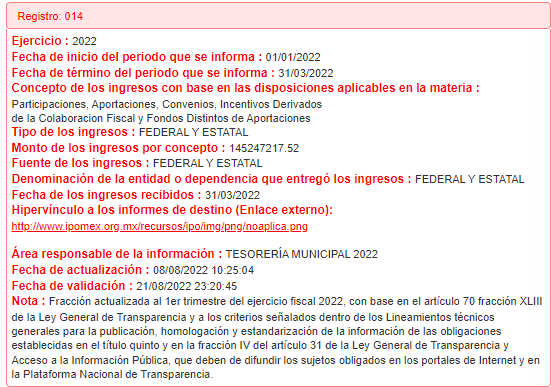 Registro: 014
Ejercicio : 2022
Fecha de inicio del periodo que se informa : 01/01/2022
Fecha de término del periodo que se informa : 31/03/2022
Concepto de los ingresos con base en las disposiciones aplicables en la materia :
Participaciones, Aportaciones, Convenios, Incentivos Derivados
de la Colaboracion Fiscal y Fondos Distintos de Aportaciones
Tipo de los ingresos : FEDERAL Y ESTATAL
Monto de los ingresos por concepto : 145247217.52
Fuente de los ingresos : FEDERAL Y ESTATAL
Denominación de la entidad o dependencia que entregó los ingresos : FEDERAL Y ESTATAL
Fecha de los ingresos recibidos : 31/03/2022
Hipervínculo a los informes de destino (Enlace externo):
http://www.ipomex.org.mx/recursos/ipo/img/png/noaplica.png
Área responsable de la información : TESORERÍA MUNICIPAL 2022
Fecha de actualización : 08/08/2022 10:25:04
Fecha de validación : 21/08/2022 23:20:45
Nota : Fracción actualizada al 1er trimestre del ejercicio fiscal 2022, con base en el artículo 70 fracción XLIII
de la Ley General de Transparencia y a los criterios señalados dentro de los Lineamientos técnicos
generales para la publicación, homologación y estandarización de la información de las obligaciones
establecidas en el título quinto y en la fracción IV del artículo 31 de la Ley General de Transparencia y
Acceso a la Información Pública, que deben de difundir los sujetos obligados en los portales de Internet y en
la Plataforma Nacional de Transparencia.